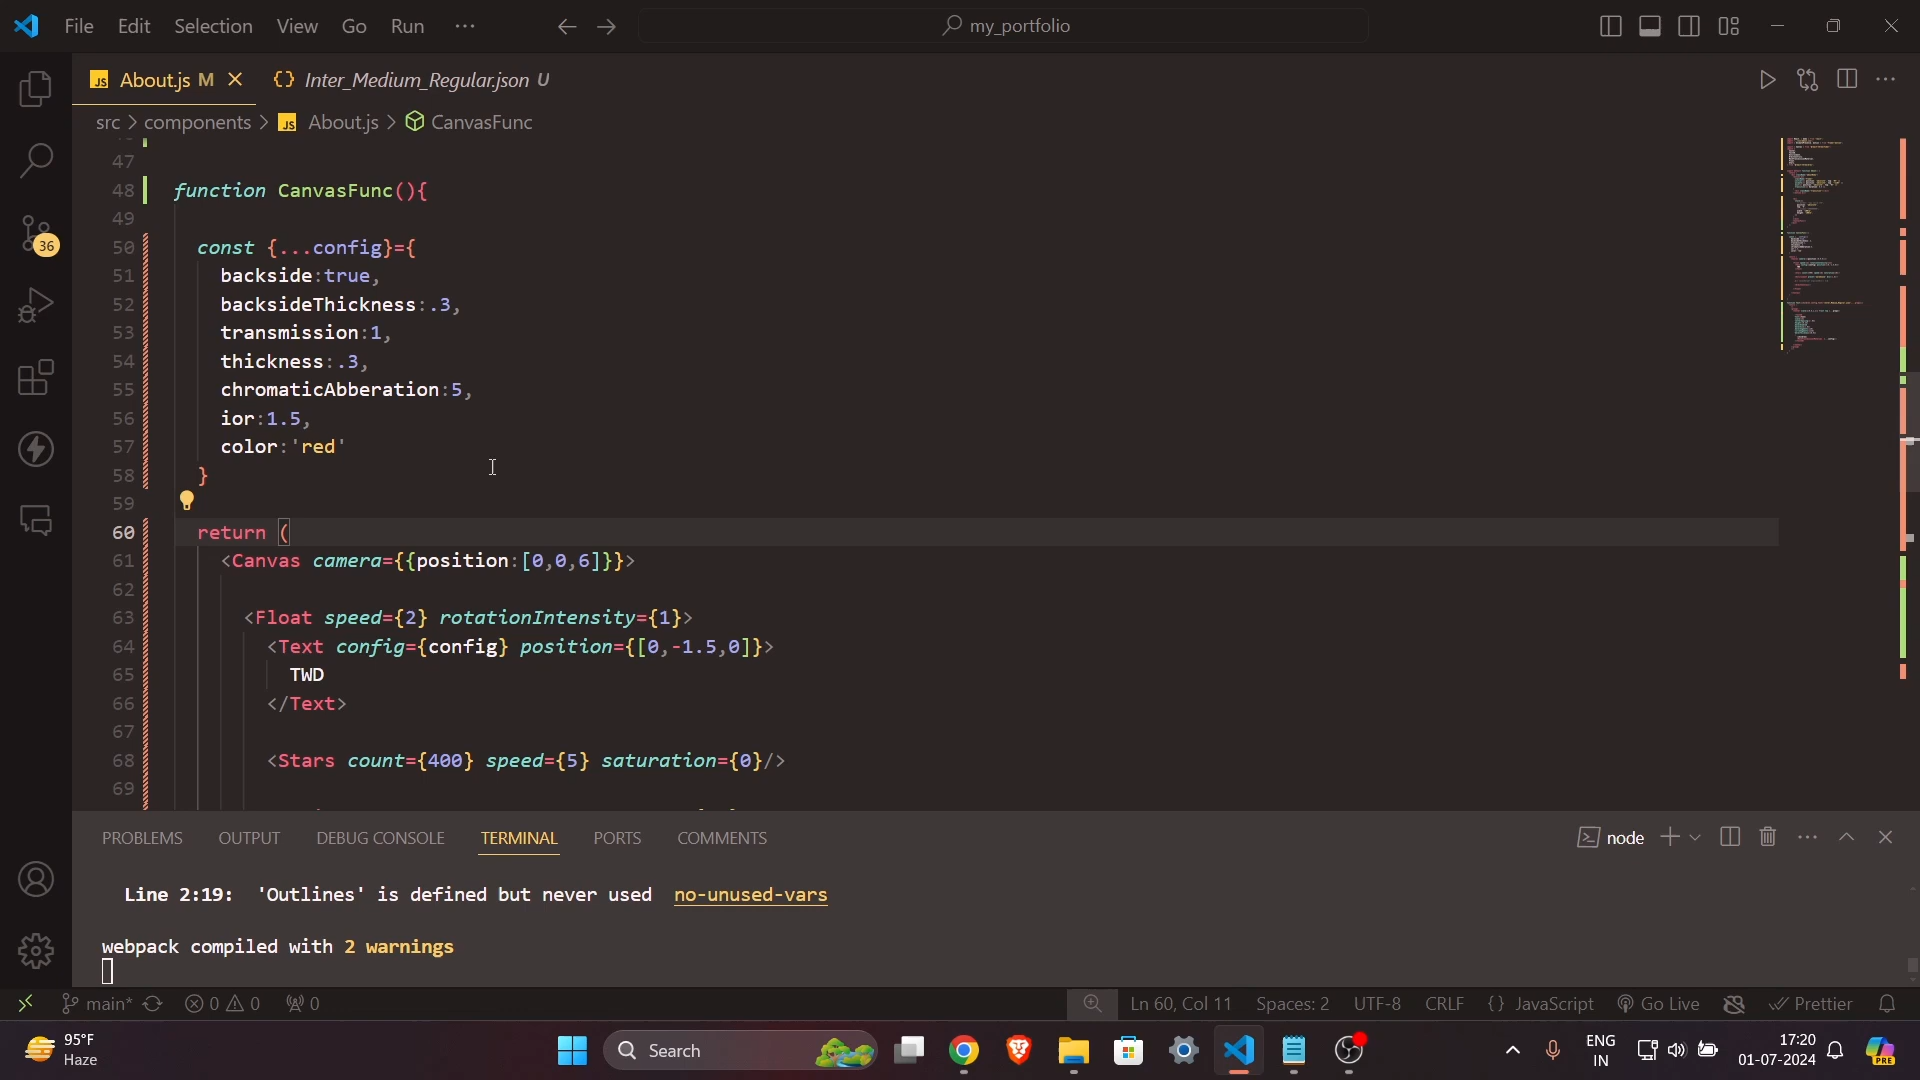 File Edit Selection View Go Run ··· my_portfolio
JS About.js M {} Inter_Medium_Regular.json U
src > components > JS About.js > CanvasFunc
47
48 function CanvasFunc(){
49
50 const {...config}={
51 backside:true,
52 backsideThickness:.3,
53 transmission:1,
54 thickness:.3,
55 chromaticAbberation:5,
56 ior:1.5,
57 color:'red'
58 }
59
60 return (
61 <Canvas camera={{position:[0,0,6]}}>
62
63 <Float speed={2} rotationIntensity={1}>
64 <Text config={config} position={[0,-1.5,0]}>
65 TWD
66 </Text>
67
68 <Stars count={400} speed={5} saturation={0}/>
69
36
PROBLEMS OUTPUT DEBUG CONSOLE TERMINAL PORTS COMMENTS node
Line 2:19: 'Outlines' is defined but never used no-unused-vars
webpack compiled with 2 warnings
main* 0 0 0 Ln 60, Col 11 Spaces: 2 UTF-8 CRLF {} JavaScript Go Live Prettier
95°F
Haze
Search
ENG
IN
17:20
01-07-2024
PRE